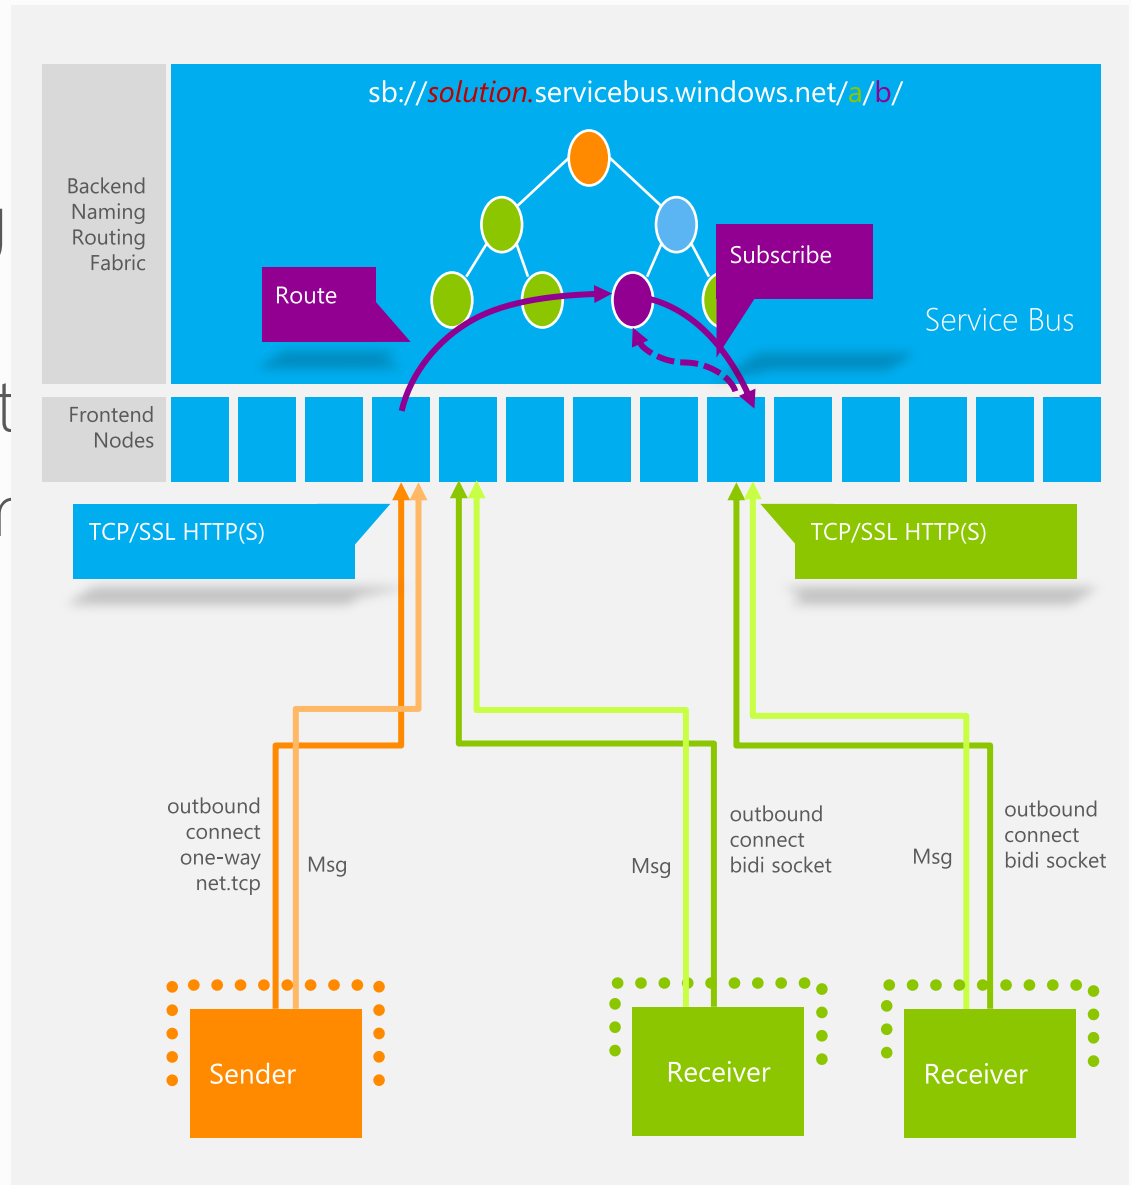 sb://solution.servicebus.windows.net/a/b/
Backend
Naming
Routing
Fabric
Route
Subscribe
Service Bus
Frontend
Nodes
TCP/SSL HTTP(S)
TCP/SSL HTTP(S)
outbound
connect
one-way
net.tcp
Msg
Msg
outbound
connect
bidi socket
Msg
outbound
connect
bidi socket
Sender
Receiver
Receiver